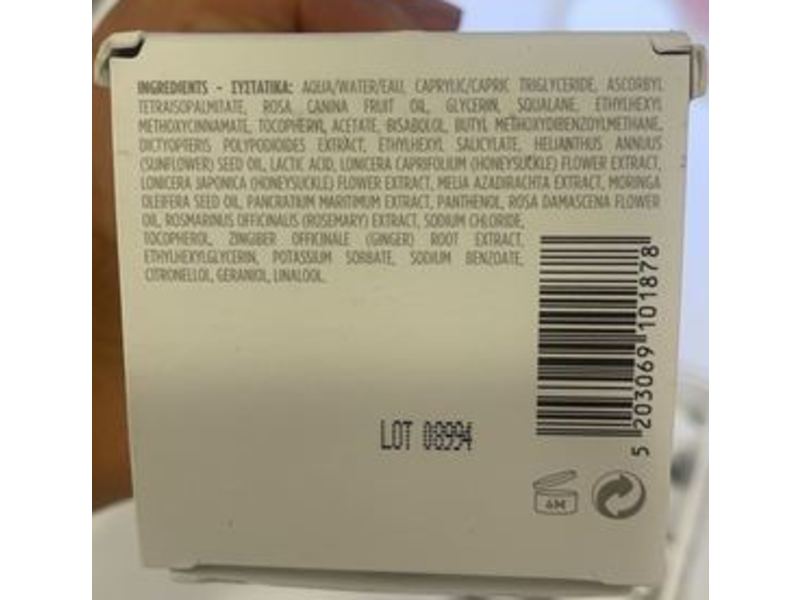 INGREDIENTS - ΣΥΣΤΑΤΙΚΑ: AQUA/WATER/EAU, CAPRYLIC/CAPRIC TRIGLYCERIDE, ASCORBYL
TETRAISOPALMITATE, ROSA CANINA FRUIT OIL, GLYCERIN, SQUALANE, ETHYLHEXYL
METHOXYCINNAMATE, TOCOPHERYL ACETATE, BISABOLOL, BUTYL METHOXYDIBENZOYLMETHANE,
DICTYOPTERIS POLYPODIOIDES EXTRACT, ETHYLHEXYL SALICYLATE, HELIANTHUS ANNUUS
(SUNFLOWER) SEED OIL, LACTIC ACID, LONICERA CAPRIFOLIUM (HONEYSUCKLE) FLOWER EXTRACT,
LONICERA JAPONICA (HONEYSUCKLE) FLOWER EXTRACT, MELIA AZADIRACHTA EXTRACT, MORINGA
OLEIFERA SEED OIL, PANCRATIUM MARITIMUM EXTRACT, PANTHENOL, ROSA DAMASCENA FLOWER
OIL, ROSMARINUS OFFICINALIS (ROSEMARY) EXTRACT, SODIUM CHLORIDE,
TOCOPHEROL, ZINGIBER OFFICINALE (GINGER) ROOT EXTRACT,
ETHYLHEXYLGLYCERIN, POTASSIUM SORBATE, SODIUM BENZOATE,
CITRONELLOL, GERANIOL, LINALOOL.
5 203069 101878
LOT 08994
6M